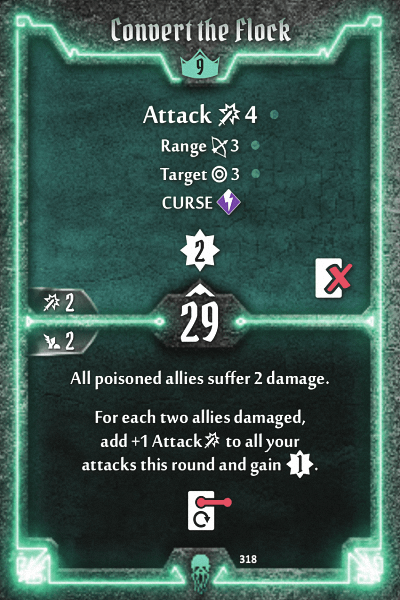 Convert the Flock
9
Attack 4
Range 3
Target 3
CURSE
2
2
29
2
All poisoned allies suffer 2 damage.
For each two allies damaged,
add +1 Attack to all your
attacks this round and gain 1.
318